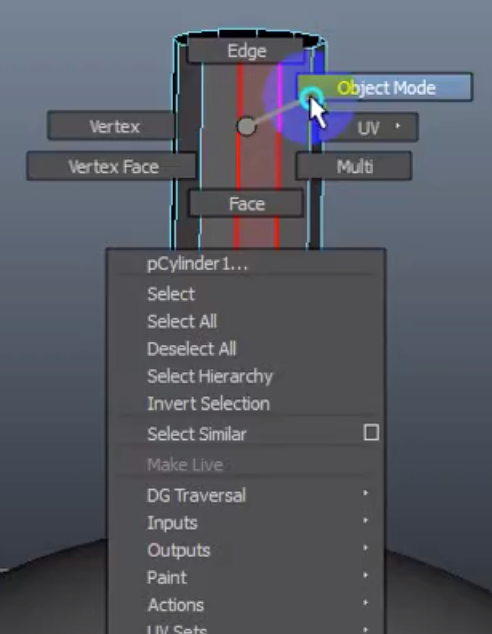 Edge
Object Mode
Vertex
UV
Vertex Face
Multi
Face
pCylinder1...
Select
Select All
Deselect All
Select Hierarchy
Invert Selection
Select Similar
Make Live
DG Traversal
Inputs
Outputs
Paint
Actions
UV Sets